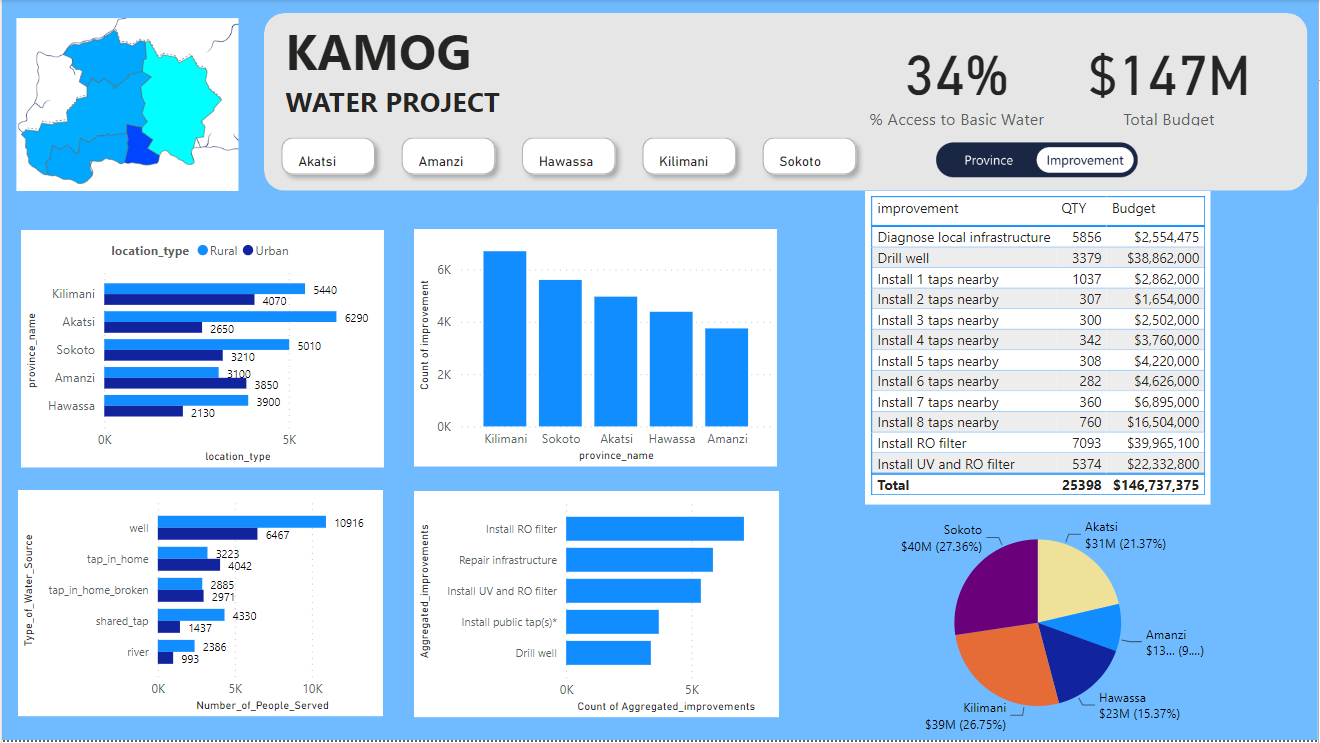 KAMOG
WATER PROJECT
34%
% Access to Basic Water
$147M
Total Budget
Akatsi
Amanzi
Hawassa
Kilimani
Sokoto
Province
Improvement
location_type Rural Urban
province_name
Kilimani 5440 4070
Akatsi 6290 2650
Sokoto 5010 3210
Amanzi 3100 3850
Hawassa 3900 2130
0K 5K
location_type
Count of improvement
6K
4K
2K
0K
Kilimani Sokoto Akatsi Hawassa Amanzi
province_name
improvement QTY Budget
Diagnose local infrastructure 5856 $2,554,475
Drill well 3379 $38,862,000
Install 1 taps nearby 1037 $2,862,000
Install 2 taps nearby 307 $1,654,000
Install 3 taps nearby 300 $2,502,000
Install 4 taps nearby 342 $3,760,000
Install 5 taps nearby 308 $4,220,000
Install 6 taps nearby 282 $4,626,000
Install 7 taps nearby 360 $6,895,000
Install 8 taps nearby 760 $16,504,000
Install RO filter 7093 $39,965,100
Install UV and RO filter 5374 $22,332,800
Total 25398 $146,737,375
Type_of_Water_Source
well 10916 6467
tap_in_home 3223 4042
tap_in_home_broken 2885 2971
shared_tap 4330 1437
river 2386 993
0K 5K 10K
Number_of_People_Served
Aggregated_improvements
Install RO filter
Repair infrastructure
Install UV and RO filter
Install public tap(s)*
Drill well
0K 5K
Count of Aggregated_improvements
Sokoto
$40M (27.36%)
Akatsi
$31M (21.37%)
Amanzi
$13... (9....)
Hawassa
$23M (15.37%)
Kilimani
$39M (26.75%)